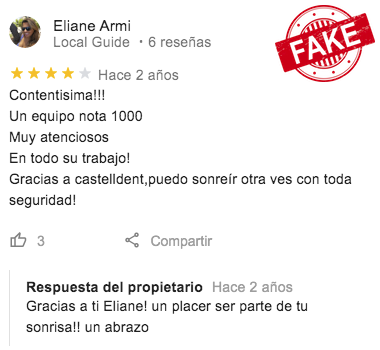 Eliane Armi
Local Guide · 6 reseñas
FAKE
Hace 2 años
Contentisima!!!
Un equipo nota 1000
Muy atenciosos
En todo su trabajo!
Gracias a castelldent,puedo sonreír otra ves con toda
seguridad!
3
Compartir
Respuesta del propietario Hace 2 años
Gracias a ti Eliane! un placer ser parte de tu
sonrisa!! un abrazo